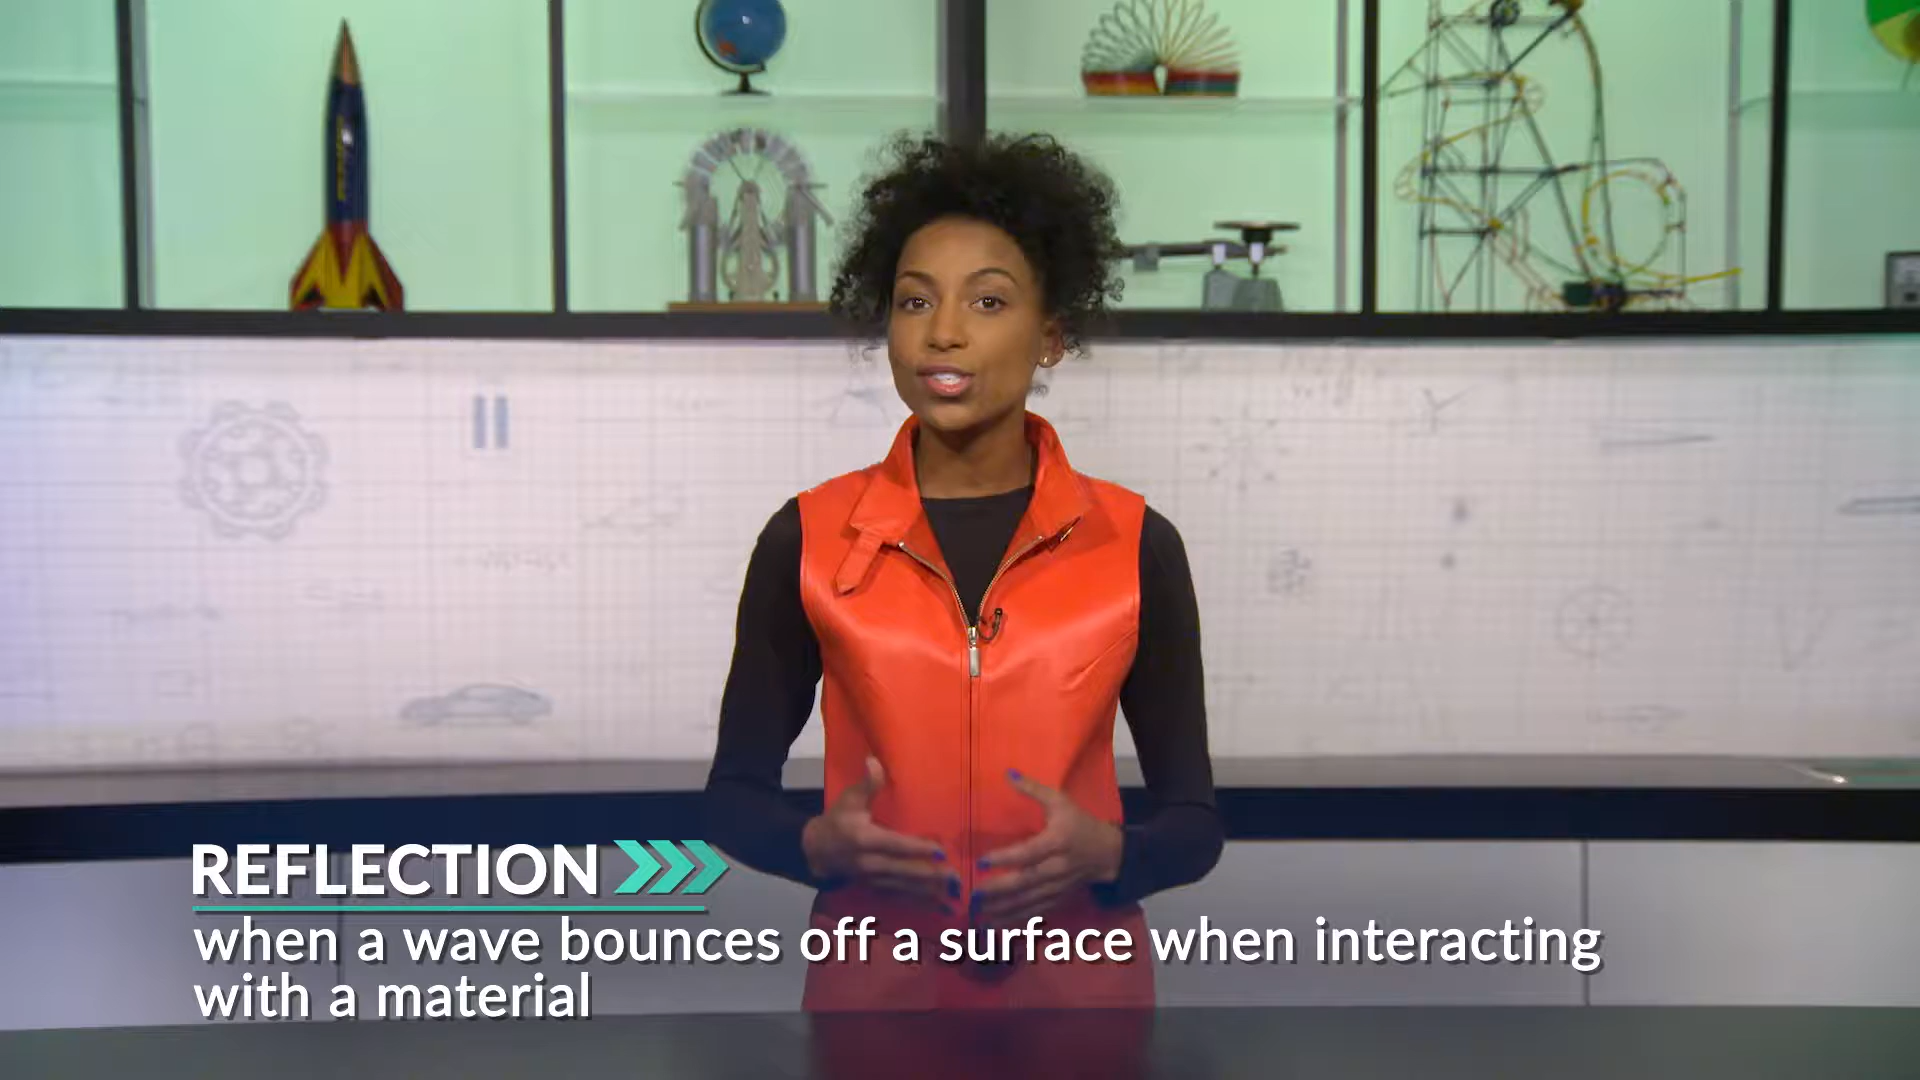 REFLECTION
when a wave bounces off a surface when interacting
with a material